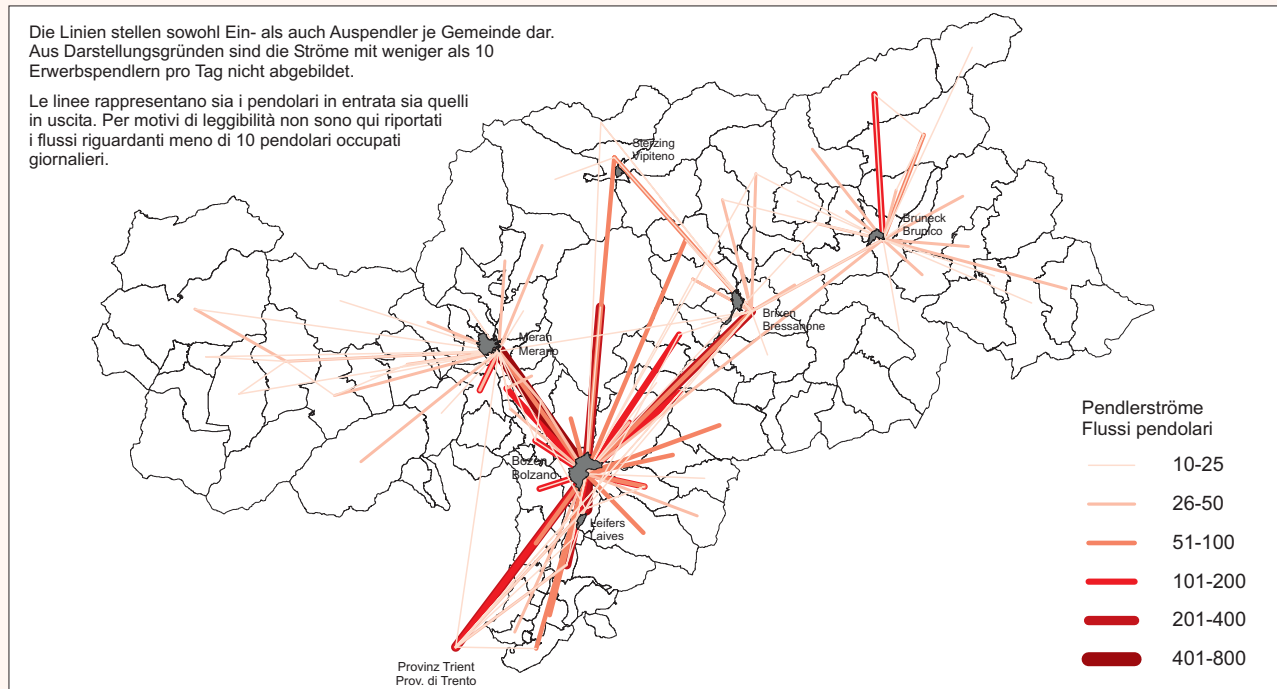 Die Linien stellen sowohl Ein- als auch Auspendler je Gemeinde dar.
Aus Darstellungsgründen sind die Ströme mit weniger als 10
Erwerbspendlern pro Tag nicht abgebildet.
Le linee rappresentano sia i pendolari in entrata sia quelli
in uscita. Per motivi di leggibilità non sono qui riportati
i flussi riguardanti meno di 10 pendolari occupati
giornalieri.
Sterzing
Vipiteno
Bruneck
Brunico
Brixen
Bressanone
Meran
Merano
Bozen
Bolzano
Leifers
Laives
Provinz Trient
Prov. di Trento
Pendlerströme
Flussi pendolari
10-25
26-50
51-100
101-200
201-400
401-800